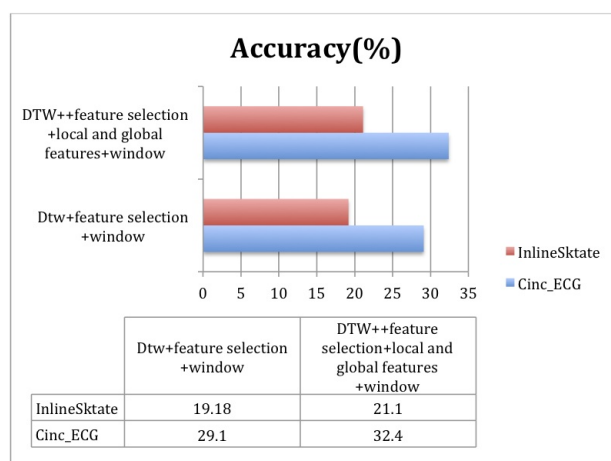 Accuracy(%)
DTW++feature selection
+local and global
features+window
Dtw+feature selection
+window
InlineSktate
Cinc_ECG
0 5 10 15 20 25 30 35
Dtw+feature selection
+window
DTW++feature
selection+local and
global features
+window
InlineSktate 19.18 21.1
Cinc_ECG 29.1 32.4